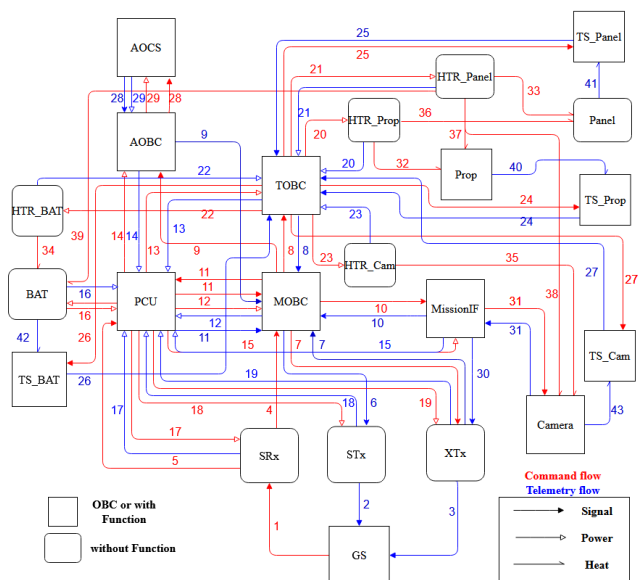 25
TS_Panel
AOCS
25
21
HTR_Panel
41
28
29
29
28
33
21
36
9
20
HTR_Prop
Panel
AOBC
37
20
32
40
22
TOBC
Prop
TS_Prop
24
HTR_BAT
22
23
24
39
14
14
13
13
9
8
8
23
HTR_Cam
35
34
27
27
BAT
16
PCU
11
11
MOBC
38
12
10
MissionIF
31
16
12
10
31
42
26
11
15
7
7
15
TS_Cam
TS_BAT
26
19
30
17
18
18
6
19
43
4
Camera
17
5
SRx
STx
XTx
Command flow
Telemetry flow
OBC or with
Function
2
3
Signal
1
without Function
GS
Power
Heat